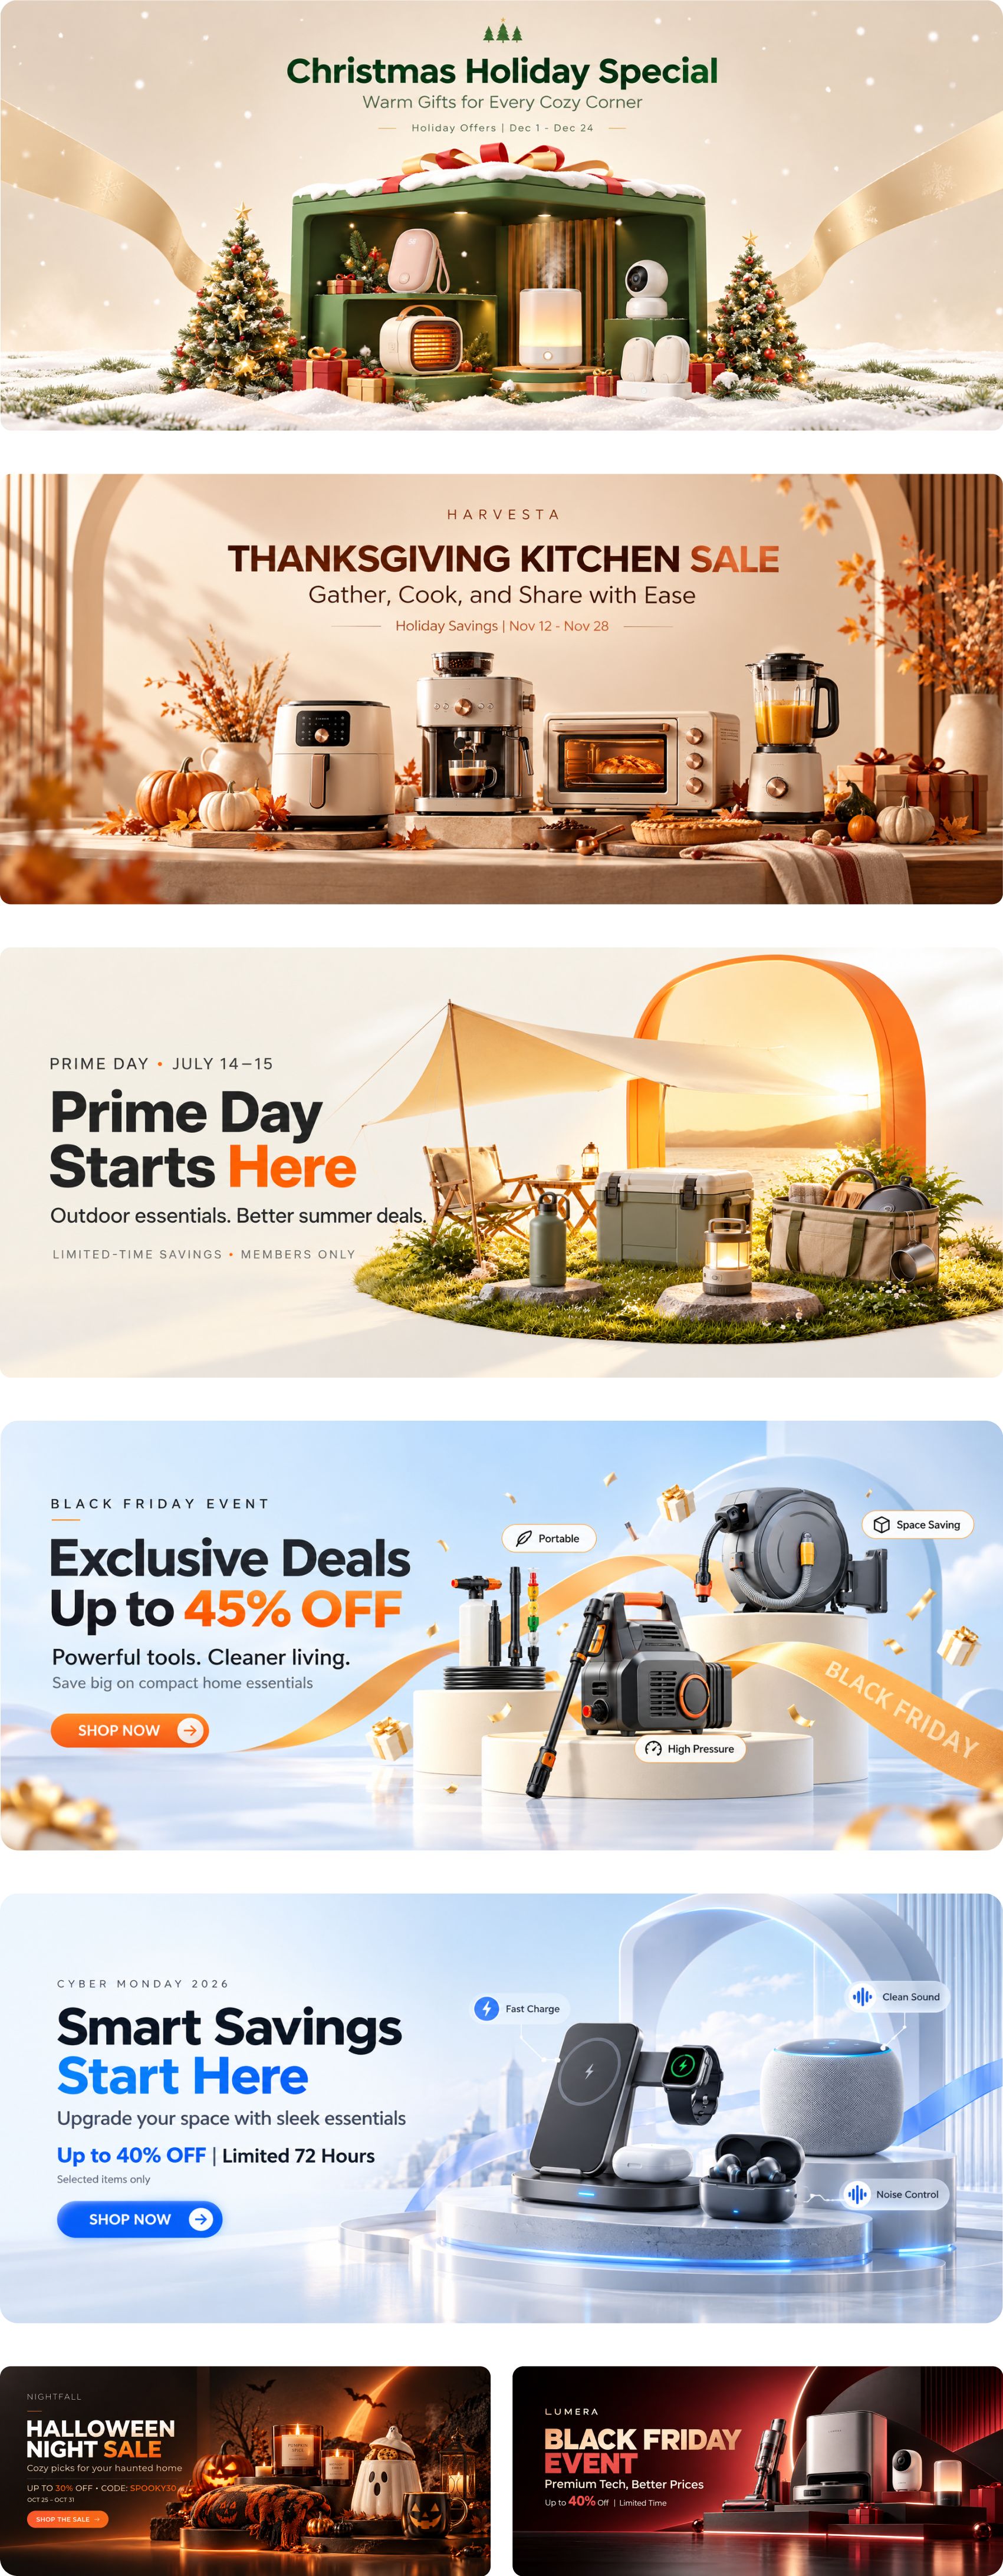 Christmas Holiday Special
Warm Gifts for Every Cozy Corner
Holiday Offers | Dec 1 - Dec 24
HARVESTA
THANKSGIVING KITCHEN SALE
Gather, Cook, and Share with Ease
Holiday Savings | Nov 12 - Nov 28
PRIME DAY • JULY 14–15
Prime Day
Starts Here
Outdoor essentials. Better summer deals.
LIMITED-TIME SAVINGS • MEMBERS ONLY
BLACK FRIDAY EVENT
Exclusive Deals
Up to 45% OFF
Powerful tools. Cleaner living.
Save big on compact home essentials
SHOP NOW
Portable
Space Saving
High Pressure
BLACK FRIDAY
CYBER MONDAY 2026
Smart Savings
Start Here
Upgrade your space with sleek essentials
Up to 40% OFF | Limited 72 Hours
Selected items only
SHOP NOW
Fast Charge
Clean Sound
Noise Control
NIGHTFALL
HALLOWEEN
NIGHT SALE
Cozy picks for your haunted home
UP TO 30% OFF • CODE: SPOOKY30
OCT 25 - OCT 31
SHOP THE SALE →
LUMERA
BLACK FRIDAY
EVENT
Premium Tech, Better Prices
Up to 40% Off | Limited Time